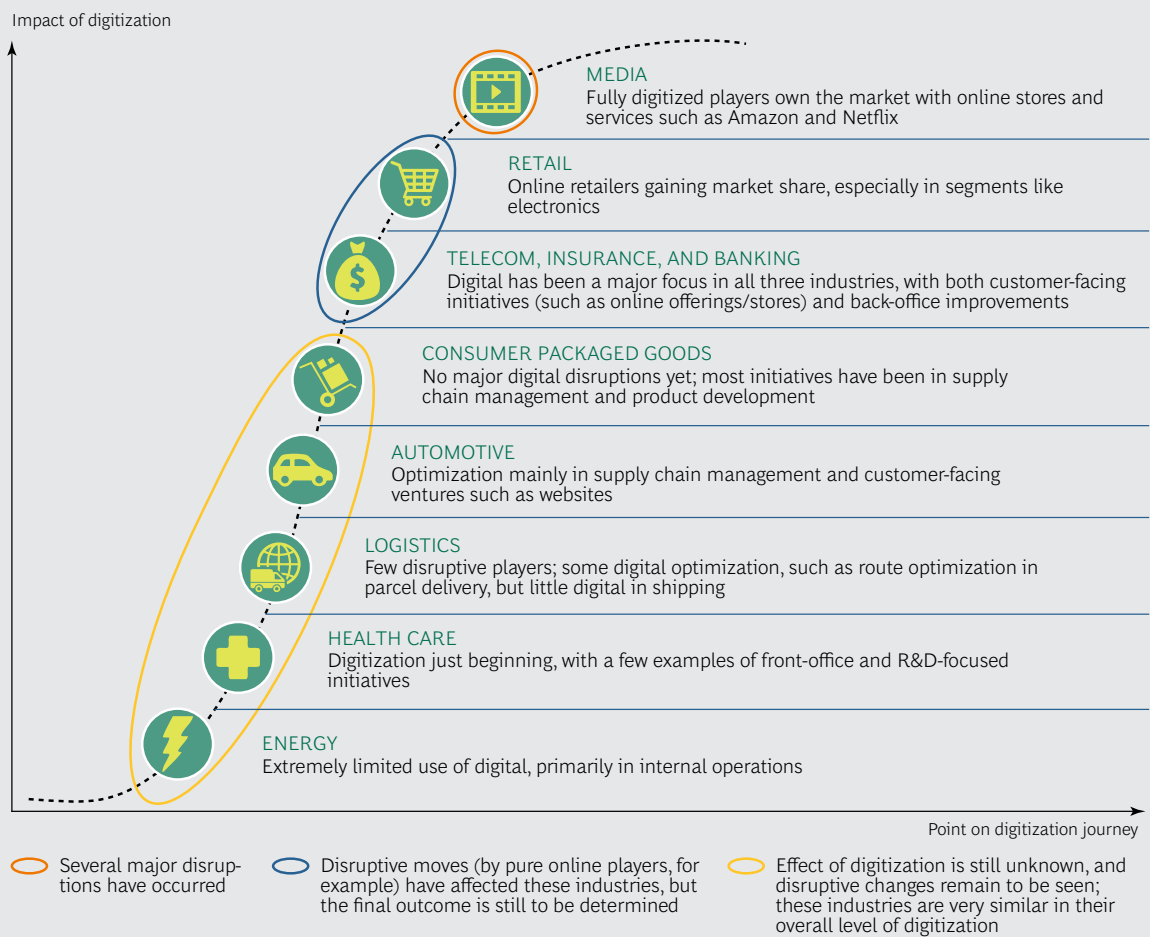 Impact of digitization
MEDIA
Fully digitized players own the market with online stores and
services such as Amazon and Netflix
RETAIL
Online retailers gaining market share, especially in segments like
electronics
$
TELECOM, INSURANCE, AND BANKING
Digital has been a major focus in all three industries, with both customer-facing
initiatives (such as online offerings/stores) and back-office improvements
CONSUMER PACKAGED GOODS
No major digital disruptions yet; most initiatives have been in supply
chain management and product development
AUTOMOTIVE
Optimization mainly in supply chain management and customer-facing
ventures such as websites
LOGISTICS
Few disruptive players; some digital optimization, such as route optimization in
parcel delivery, but little digital in shipping
HEALTH CARE
Digitization just beginning, with a few examples of front-office and R&D-focused
initiatives
ENERGY
Extremely limited use of digital, primarily in internal operations
Point on digitization journey
Several major disrup-
tions have occurred
Disruptive moves (by pure online players, for
example) have affected these industries, but
the final outcome is still to be determined
Effect of digitization is still unknown, and
disruptive changes remain to be seen;
these industries are very similar in their
overall level of digitization